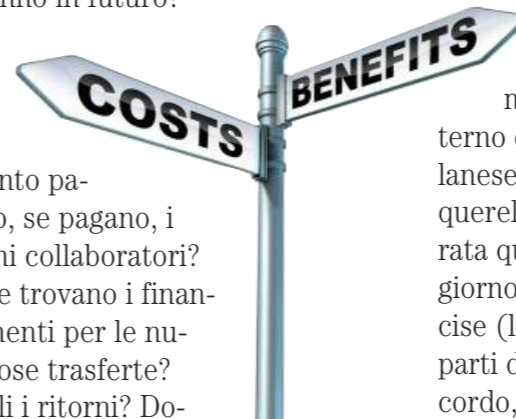 nno in futuro?
COSTS
BENEFITS
nto pa-
o, se pagano, i
ni collaboratori?
e trovano i finan-
menti per le nu-
ose trasferte?
li i ritorni? Do-
n
terno
lanese
querel
rata qu
giorno
cise (l
parti d
cordo,